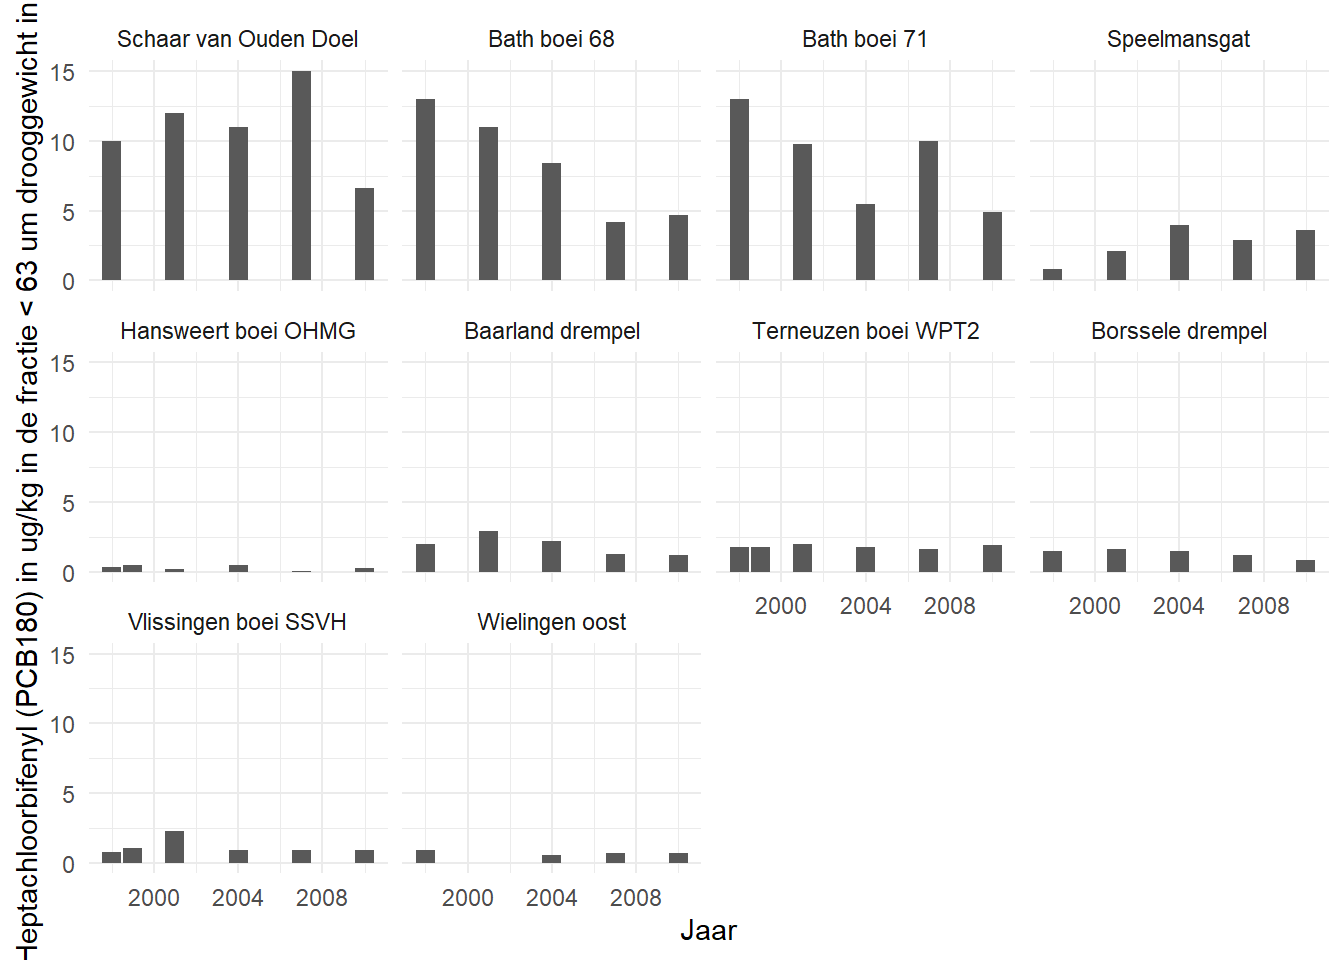 Heptachloorbifenyl (PCB180) in ug/kg in de fractie < 63 um drooggewicht in
Schaar van Ouden Doel
Bath boei 68
Bath boei 71
Speelmansgat
15
10
5
0
Hansweert boei OHMG
Baarland drempel
Terneuzen boei WPT2
Borssele drempel
15
10
5
0
2000 2004 2008
2000 2004 2008
Vlissingen boei SSVH
Wielingen oost
15
10
5
0
2000 2004 2008
2000 2004 2008
Jaar